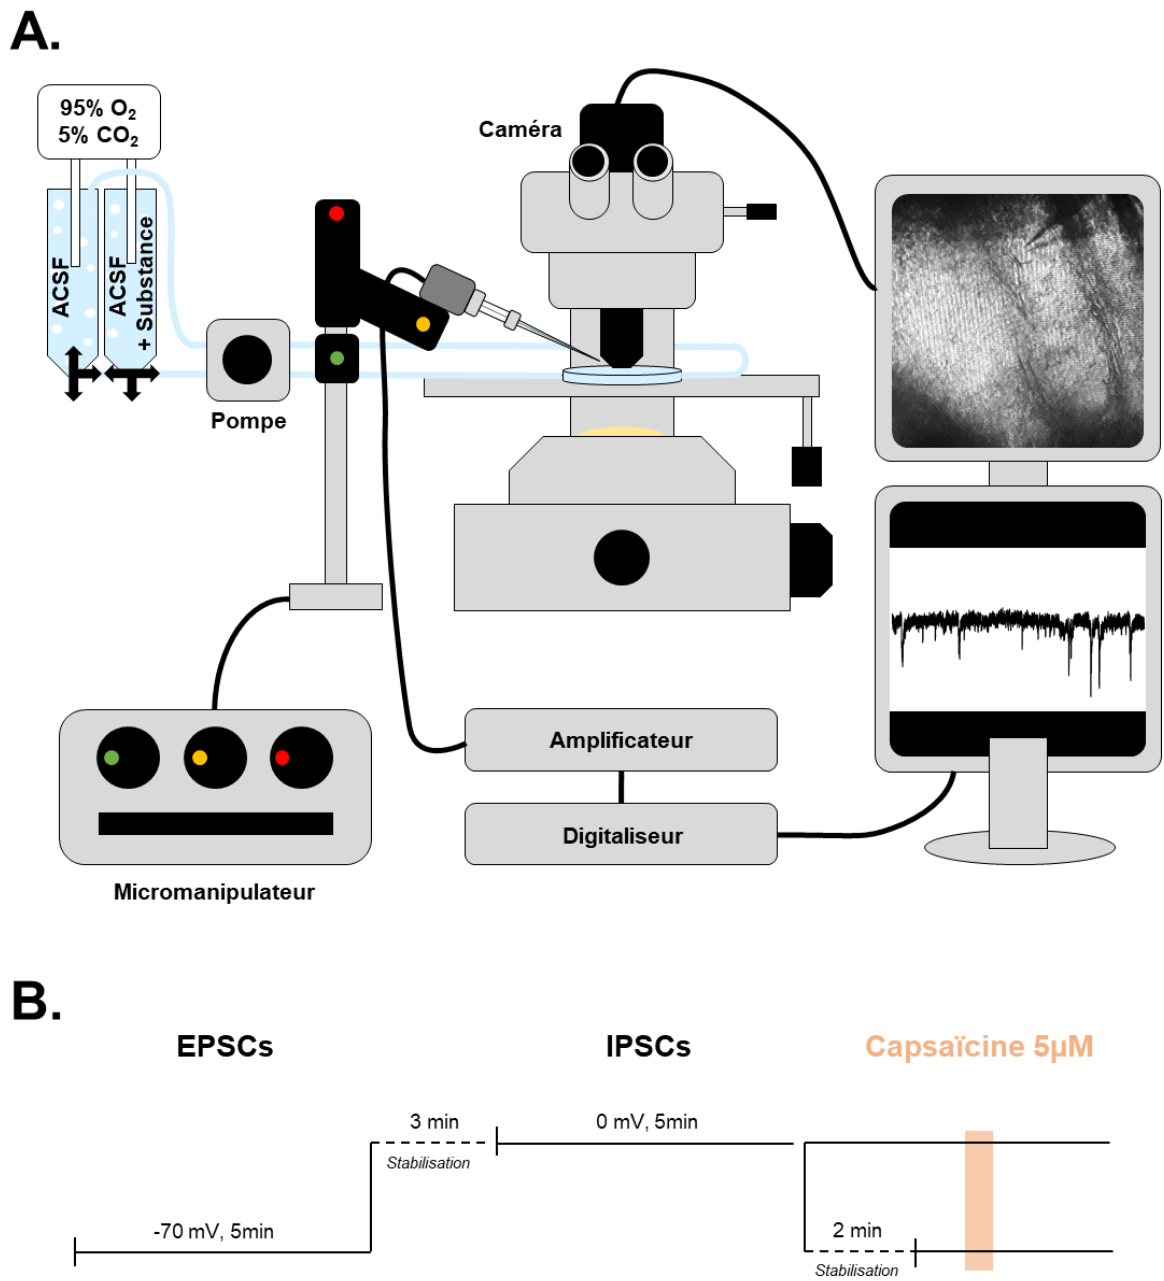 A.
95% O₂
5% CO₂
Caméra
ACSF
ACSF
+ Substance
Pompe
Amplificateur
Digitaliseur
Micromanipulateur
B.
EPSCs
IPSCs
Capsaïcine 5µM
3 min
0 mV, 5min
Stabilisation
-70 mV, 5min
2 min
Stabilisation